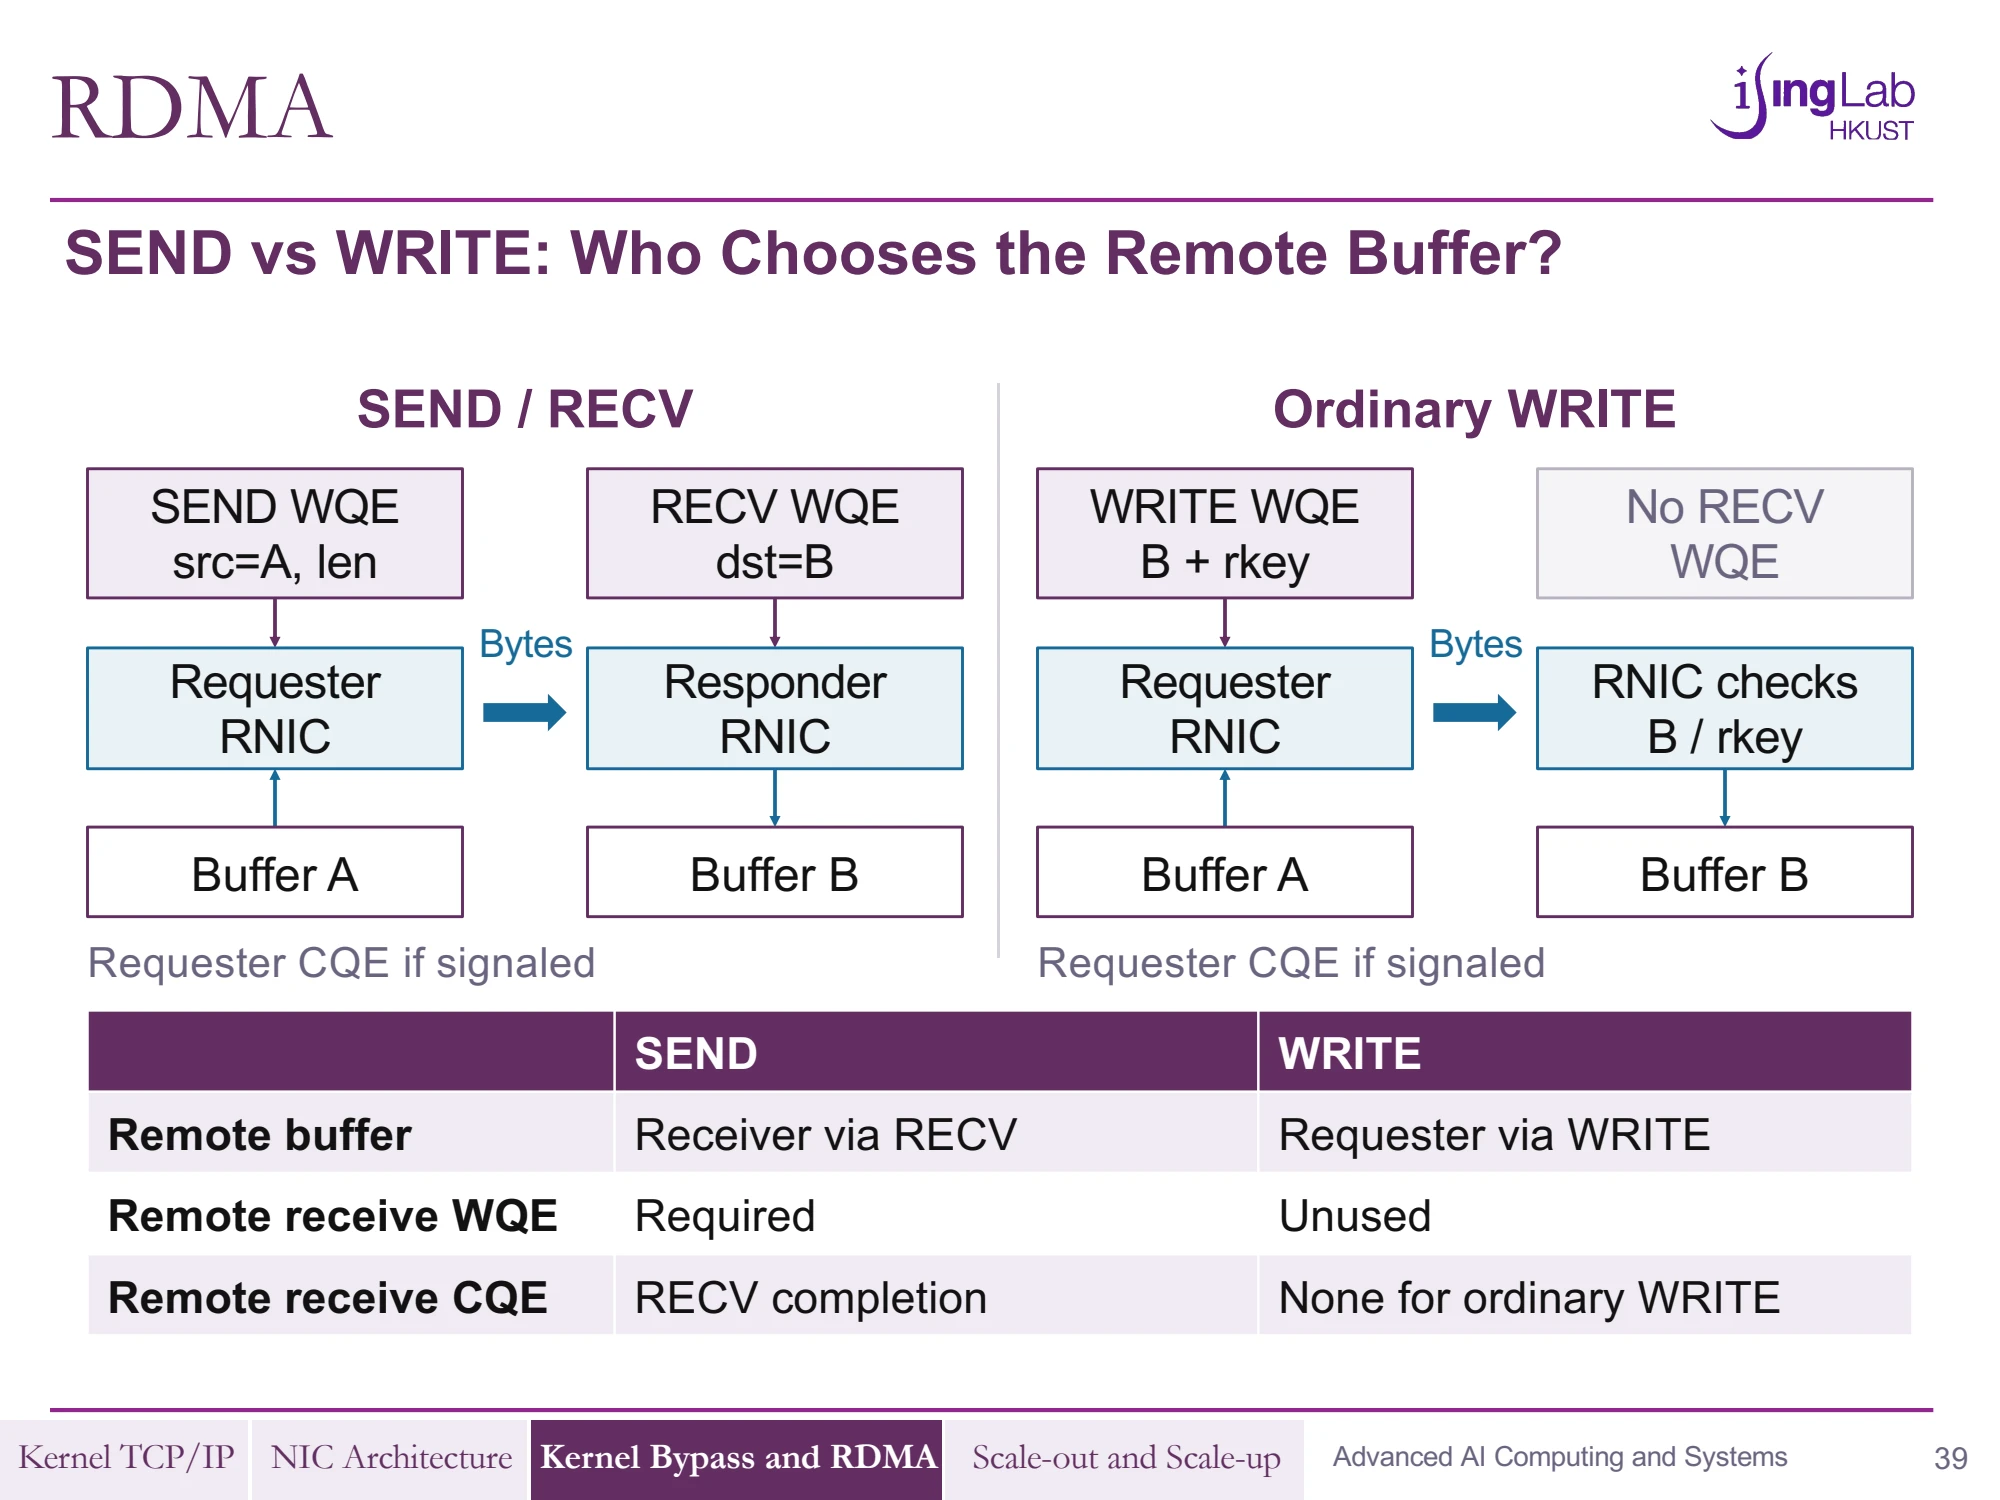 RDMA
isingLab
HKUST
SEND vs WRITE: Who Chooses the Remote Buffer?
SEND / RECV
SEND WQE
src=A, len
RECV WQE
dst=B
Requester
RNIC
Bytes
Responder
RNIC
Buffer A
Buffer B
Requester CQE if signaled
Ordinary WRITE
WRITE WQE
B + rkey
No RECV
WQE
Requester
RNIC
Bytes
RNIC checks
B / rkey
Buffer A
Buffer B
Requester CQE if signaled
SEND WRITE
Remote buffer Receiver via RECV Requester via WRITE
Remote receive WQE Required Unused
Remote receive CQE RECV completion None for ordinary WRITE
Kernel TCP/IP NIC Architecture Kernel Bypass and RDMA Scale-out and Scale-up Advanced AI Computing and Systems 39